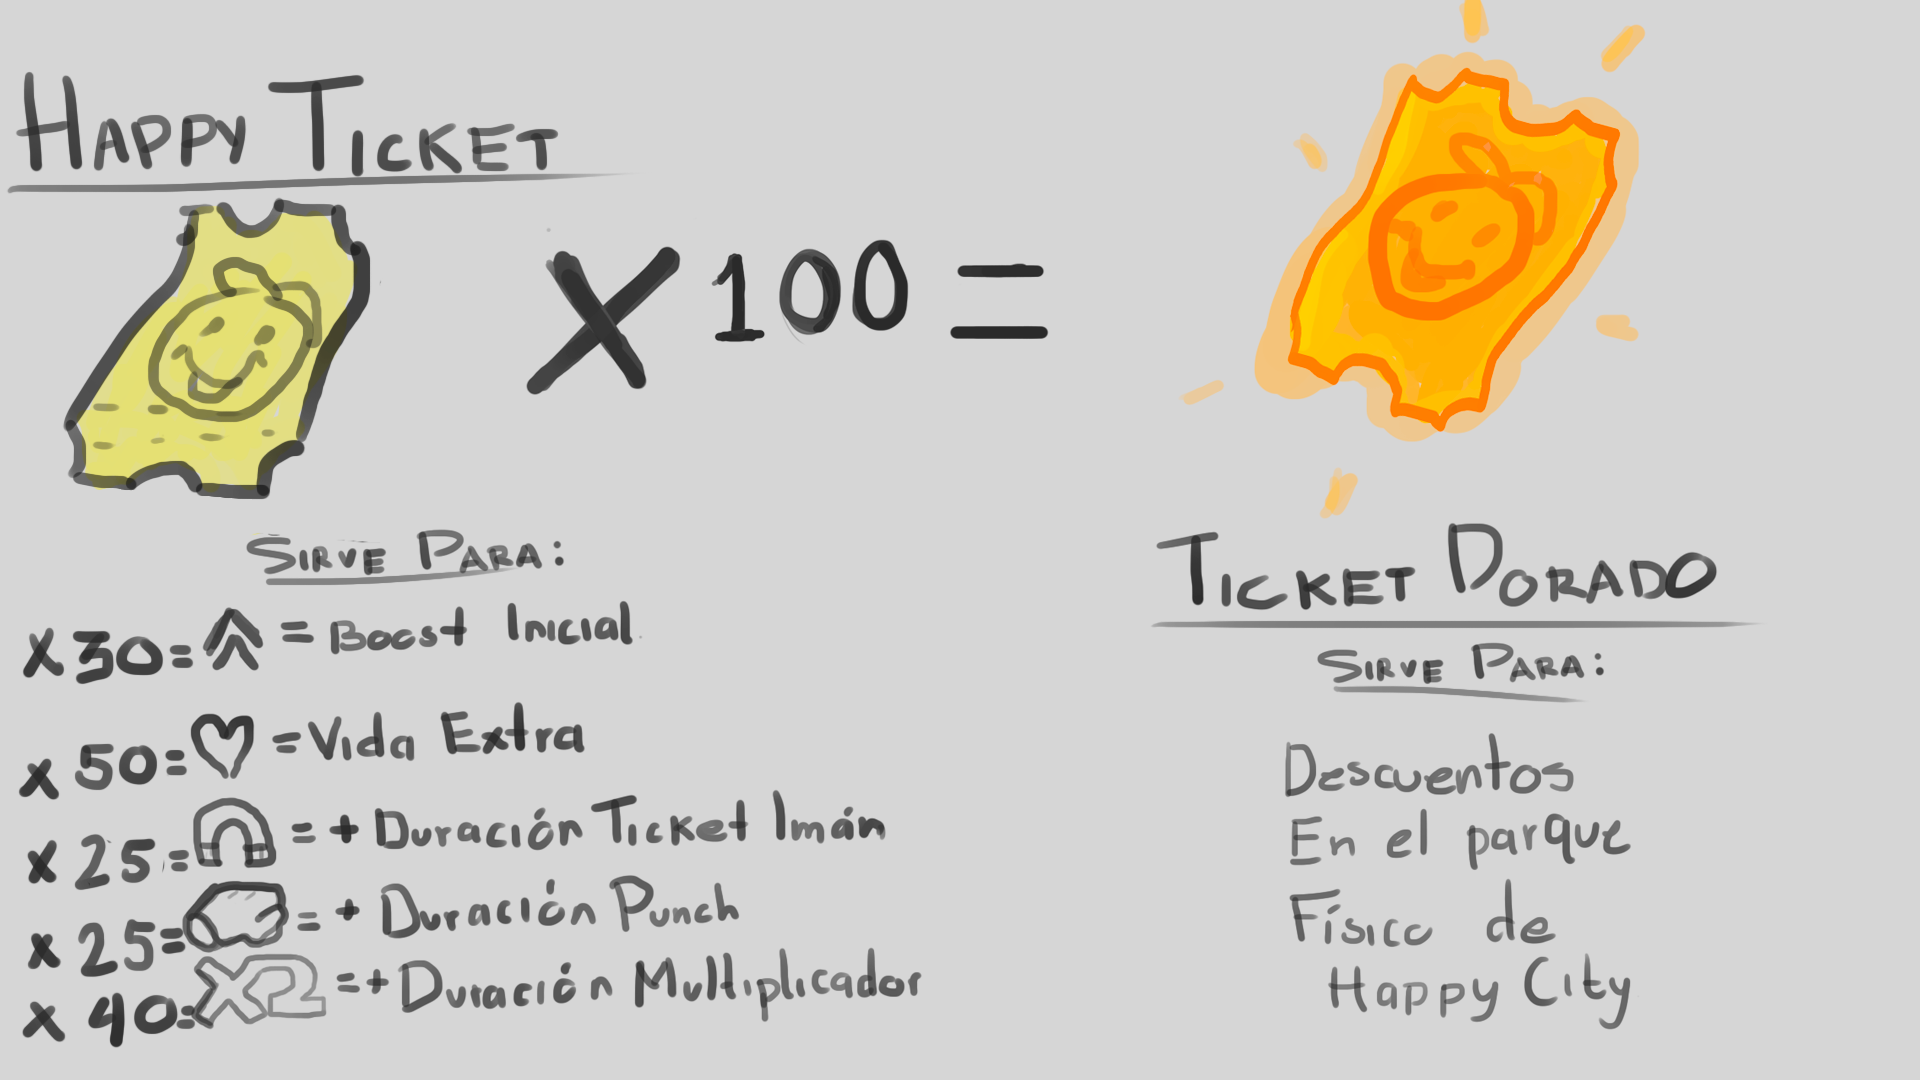 HAPPY TICKET
X 100 =
SIRVE PARA:
x 30 = = Boost Inicial
x 50 = = Vida Extra
x 25 = = + Duración Ticket Imán
x 25 = = + Duración Punch
x 40 = X2 = + Duración Multiplicador
TICKET DORADO
SIRVE PARA:
Descuentos
En el parque
Físico de
Happy City